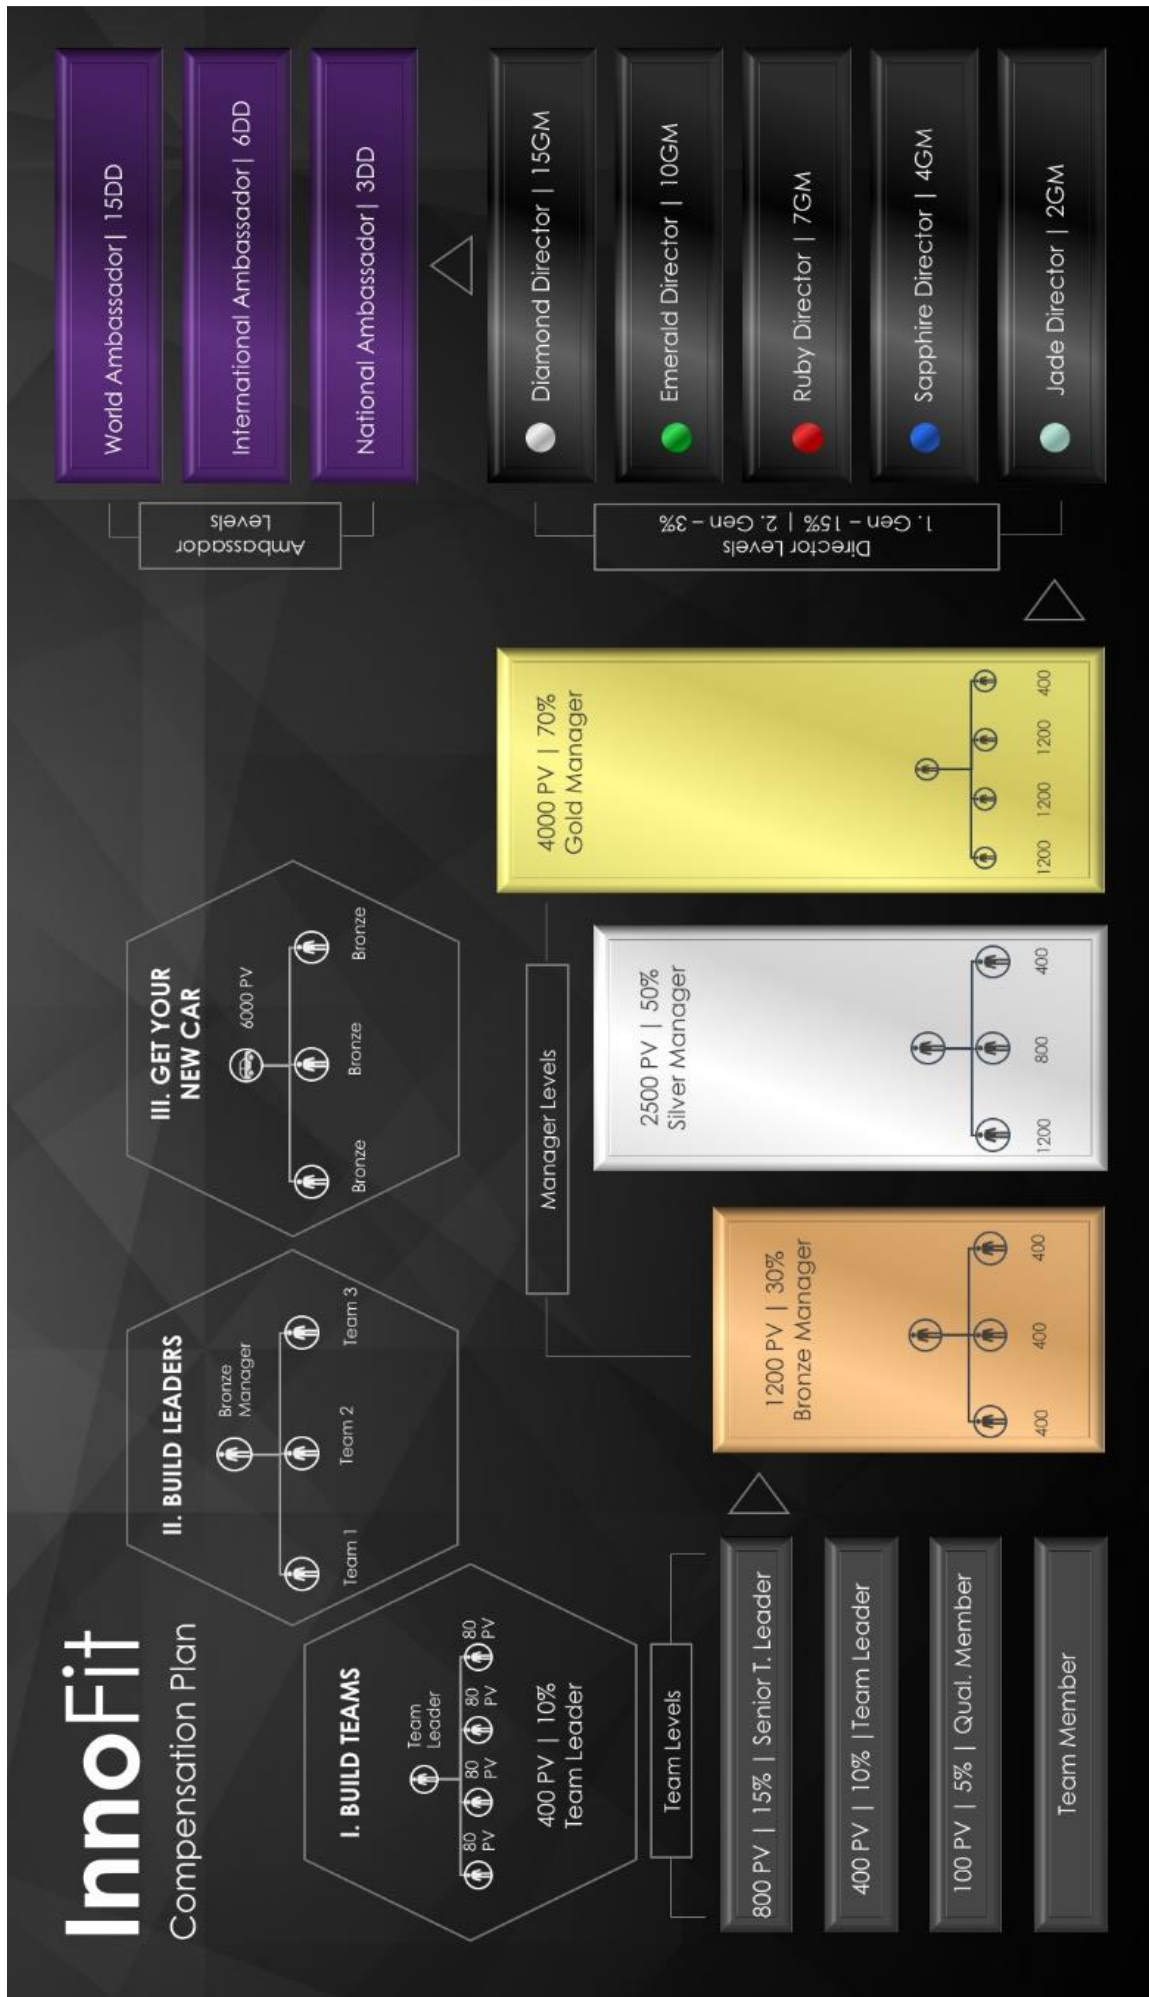 InnoFit
Compensation Plan
I. BUILD TEAMS
Team
Leader
80
PV
80
PV
80
PV
80
PV
400 PV | 10%
Team Leader
II. BUILD LEADERS
Bronze
Manager
Team 1
Team 2
Team 3
III. GET YOUR
NEW CAR
6000 PV
Bronze
Bronze
Bronze
Team Levels
800 PV | 15% | Senior T. Leader
400 PV | 10% |Team Leader
100 PV | 5% | Qual. Member
Team Member
Manager Levels
1200 PV | 30%
Bronze Manager
400
400
400
2500 PV | 50%
Silver Manager
1200
800
400
4000 PV | 70%
Gold Manager
1200
1200
1200
400
Ambassador
Levels
World Ambassador| 15DD
International Ambassador| 6DD
National Ambassador| 3DD
Director Levels
1. Gen – 15% | 2. Gen – 3%
Diamond Director | 15GM
Emerald Director | 10GM
Ruby Director | 7GM
Sapphire Director | 4GM
Jade Director | 2GM